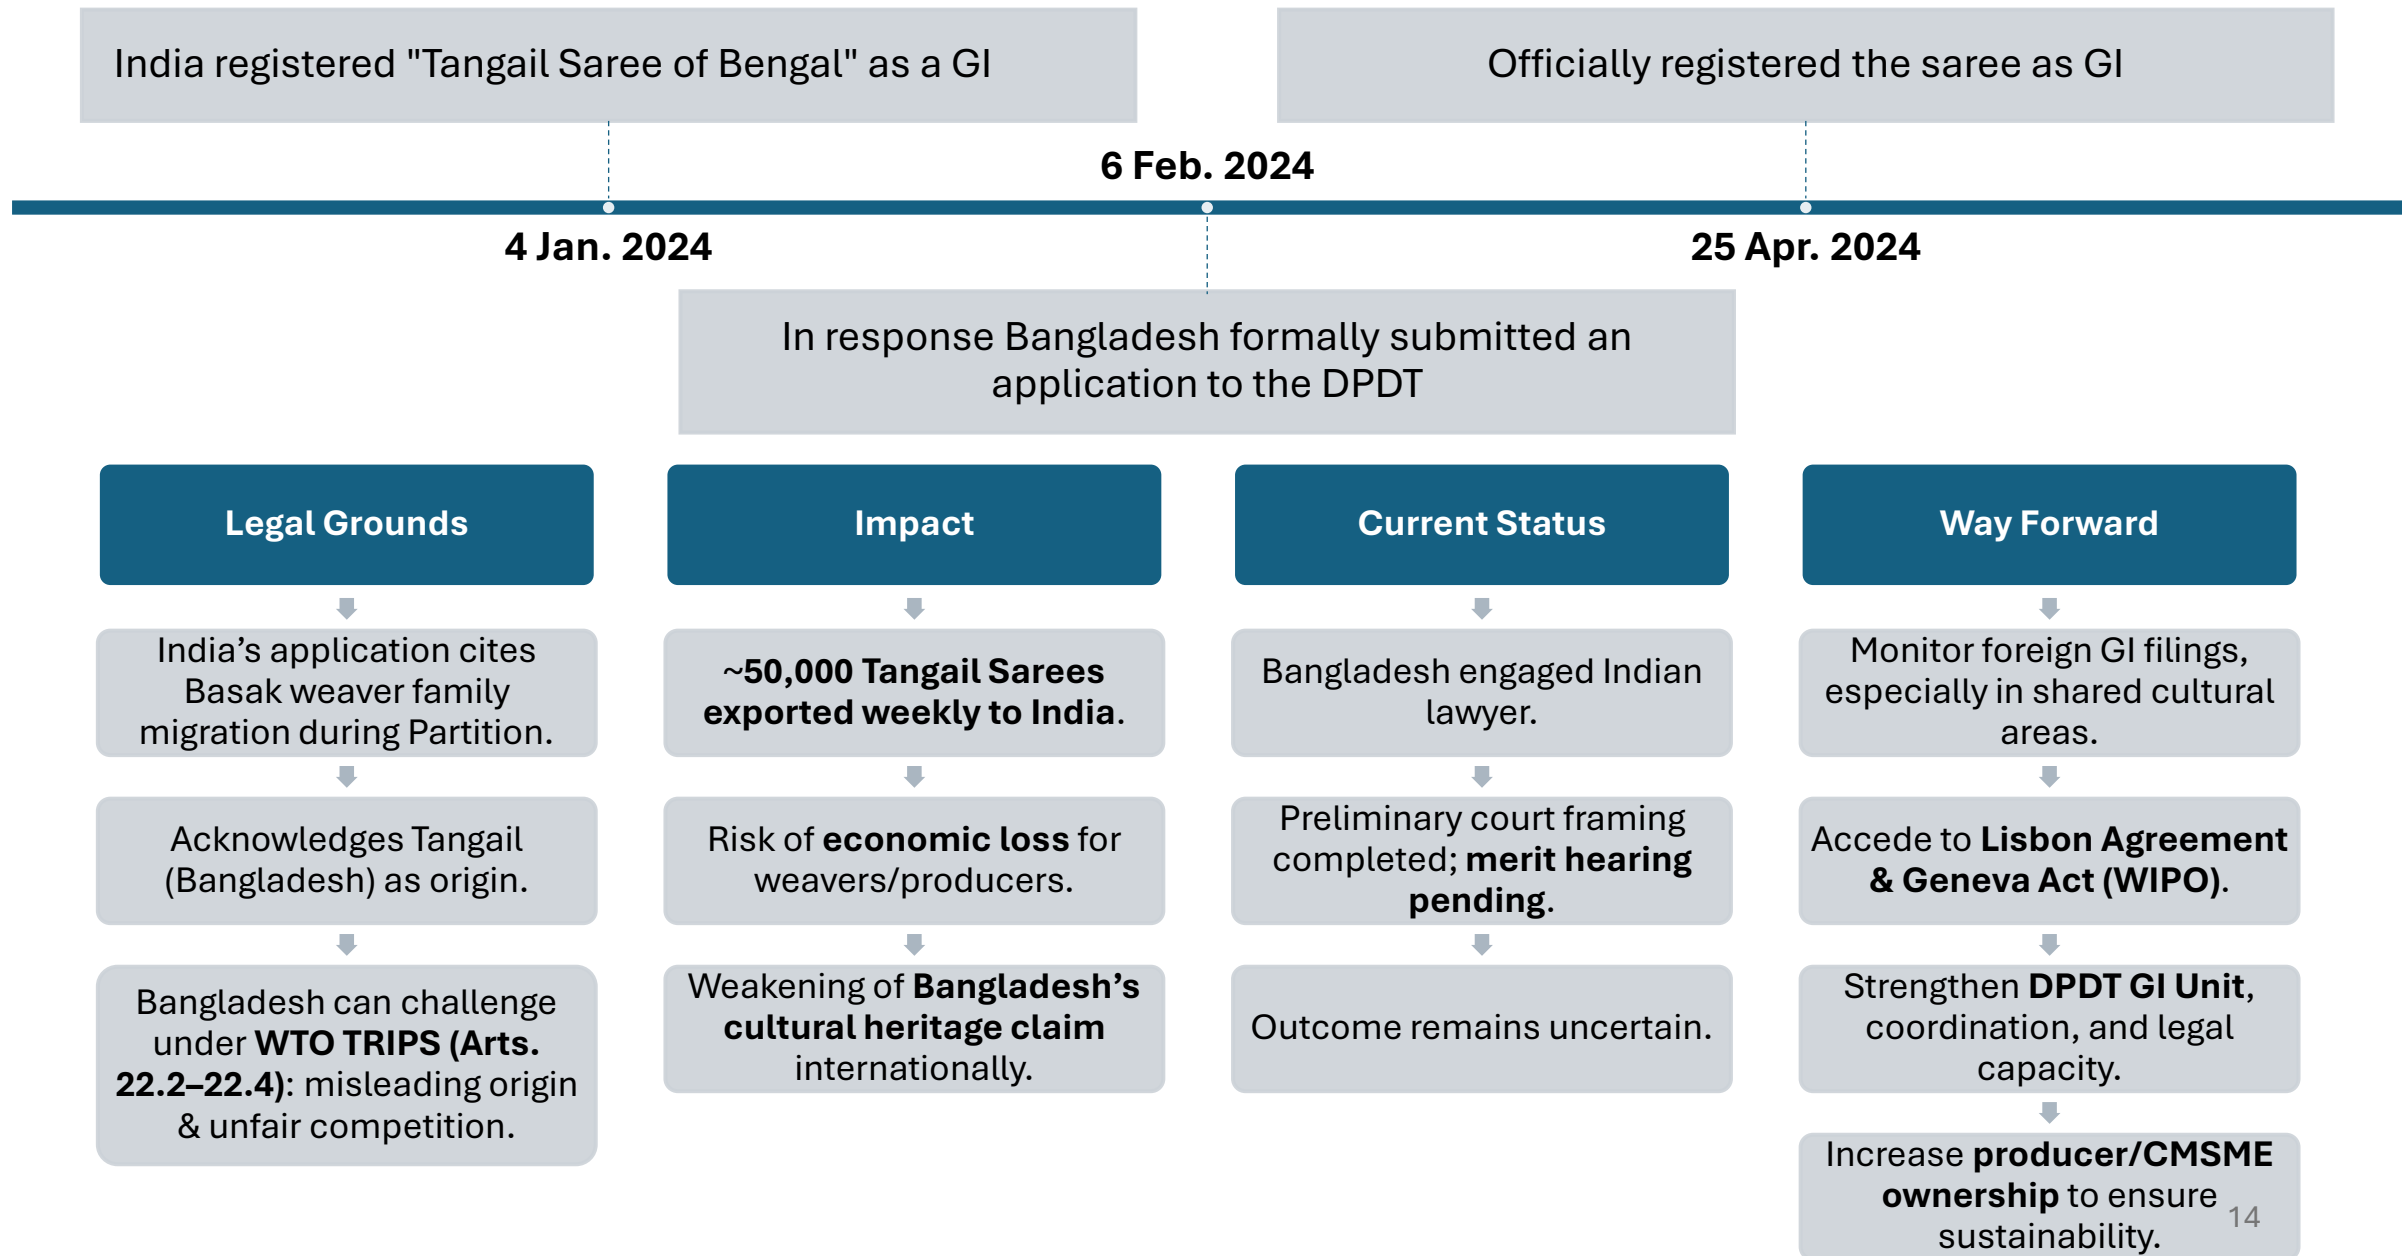 India registered "Tangail Saree of Bengal" as a GI
Officially registered the saree as GI
6 Feb. 2024
4 Jan. 2024
25 Apr. 2024
In response Bangladesh formally submitted an
application to the DPDT
Legal Grounds
India’s application cites
Basak weaver family
migration during Partition.
Acknowledges Tangail
(Bangladesh) as origin.
Bangladesh can challenge
under WTO TRIPS (Arts.
22.2–22.4): misleading origin
& unfair competition.
Impact
~50,000 Tangail Sarees
exported weekly to India.
Risk of economic loss for
weavers/producers.
Weakening of Bangladesh’s
cultural heritage claim
internationally.
Current Status
Bangladesh engaged Indian
lawyer.
Preliminary court framing
completed; merit hearing
pending.
Outcome remains uncertain.
Way Forward
Monitor foreign GI filings,
especially in shared cultural
areas.
Accede to Lisbon Agreement
& Geneva Act (WIPO).
Strengthen DPDT GI Unit,
coordination, and legal
capacity.
Increase producer/CMSME
ownership to ensure
sustainability.
14